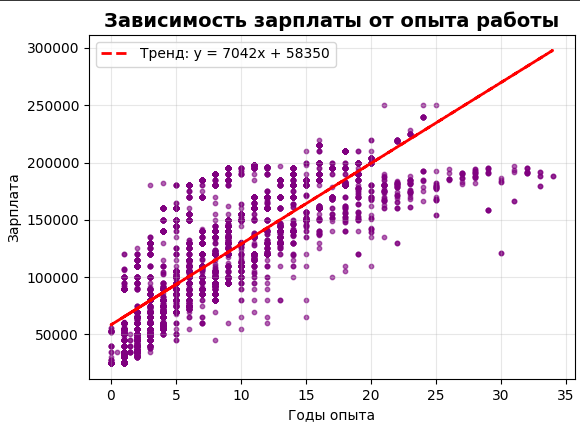 Зависимость зарплаты от опыта работы
Тренд: y = 7042x + 58350
300000
250000
200000
150000
100000
50000
Зарплата
0 5 10 15 20 25 30 35
Годы опыта